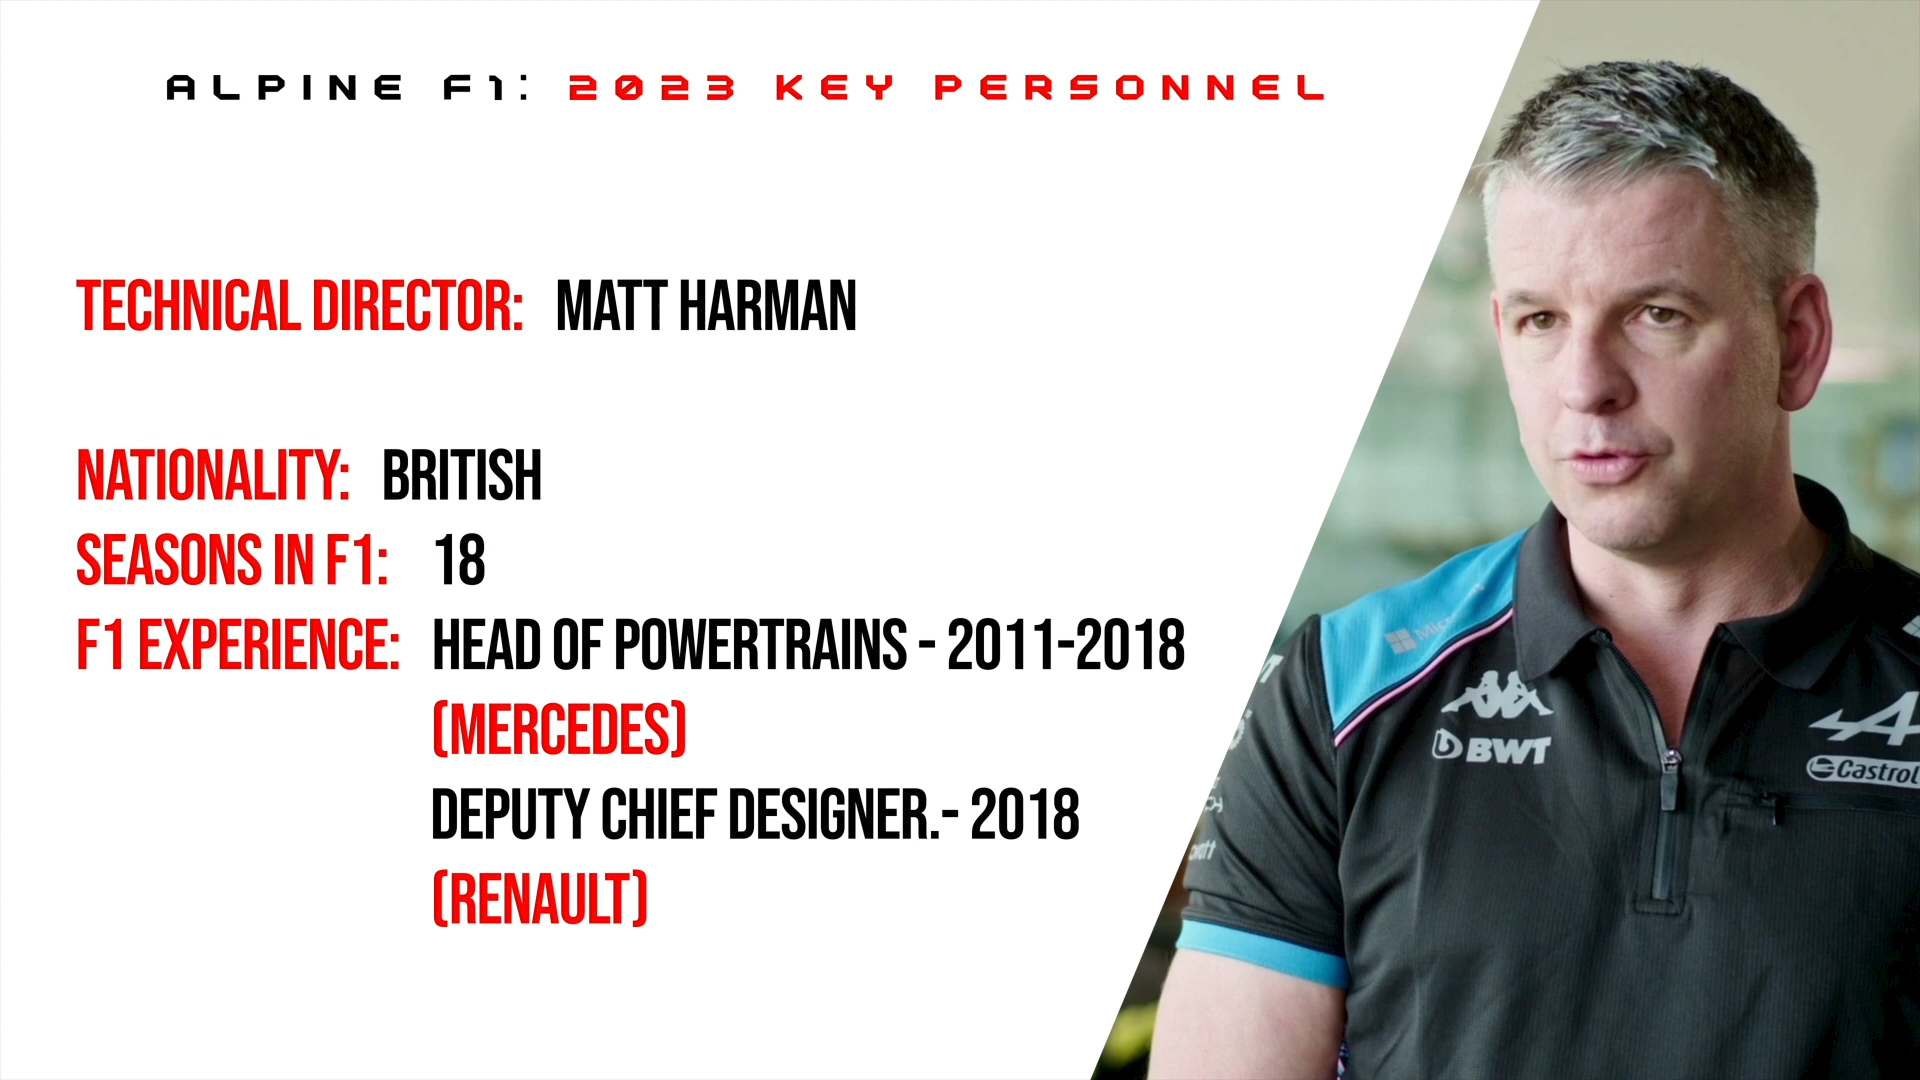 ALPINE F1: 2023 KEY PERSONNEL
TECHNICAL DIRECTOR: MATT HARMAN
NATIONALITY: BRITISH
SEASONS IN F1: 18
F1 EXPERIENCE: HEAD OF POWERTRAINS - 2011-2018
(MERCEDES)
DEPUTY CHIEF DESIGNER.- 2018
(RENAULT)
BWT
Castrol